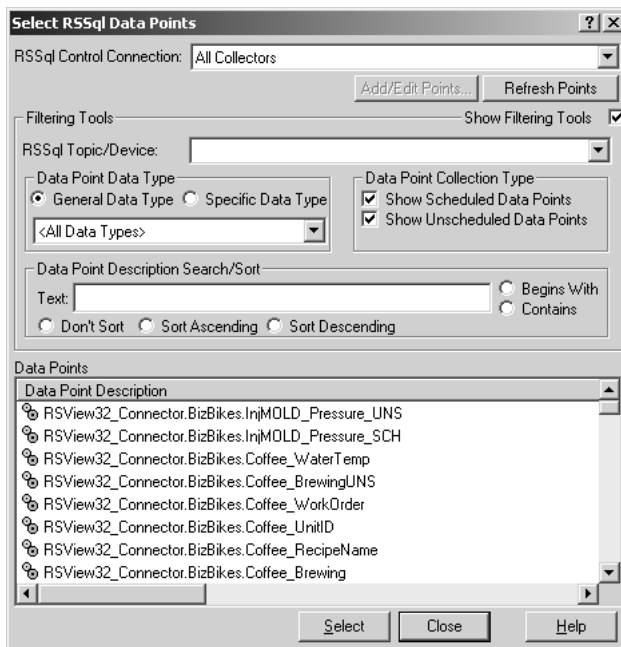 Select RSSql Data Points
RSSql Control Connection: All Collectors
Add/Edit Points... Refresh Points
Filtering Tools Show Filtering Tools
RSSql Topic/Device:
Data Point Data Type
General Data Type Specific Data Type
<All Data Types>
Data Point Collection Type
Show Scheduled Data Points
Show Unscheduled Data Points
Data Point Description Search/Sort
Text:
Begins With
Contains
Don't Sort Sort Ascending Sort Descending
Data Points
Data Point Description
RSView32_Connector.BizBikes.InjMOLD_Pressure_UNS
RSView32_Connector.BizBikes.InjMOLD_Pressure_SCH
RSView32_Connector.BizBikes.Coffee_WaterTemp
RSView32_Connector.BizBikes.Coffee_BrewingUNS
RSView32_Connector.BizBikes.Coffee_WorkOrder
RSView32_Connector.BizBikes.Coffee_UnitID
RSView32_Connector.BizBikes.Coffee_RecipeName
RSView32_Connector.BizBikes.Coffee_Brewing
Select Close Help